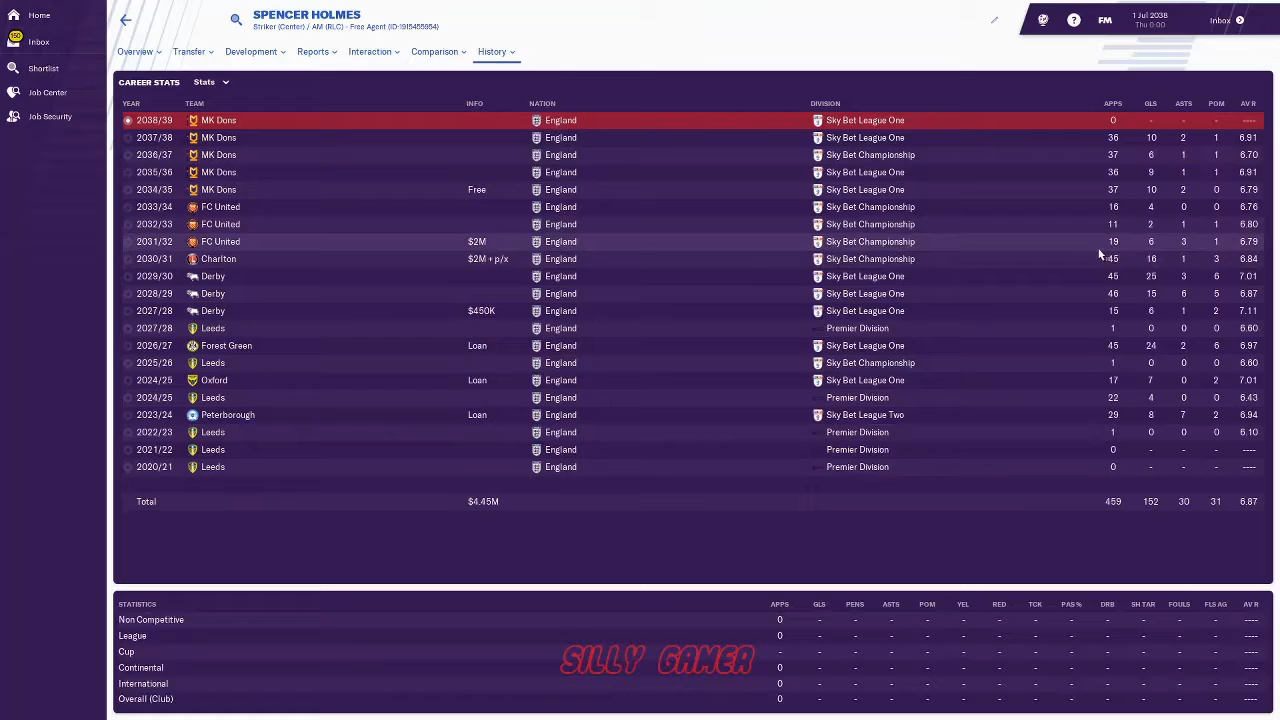 Home
150
Inbox
Shortlist
Job Center
Job Security
SPENCER HOLMES
Striker (Center) / AM (RLC) - Free Agent (ID:1915455954)
? FM 1 Jul 2038
Thu 0:00
Inbox
Overview Transfer Development Reports Interaction Comparison History
CAREER STATS Stats
YEAR TEAM INFO NATION DIVISION APPS GLS ASTS POM AV R
2038/39 MK Dons England Sky Bet League One 0 - - - ----
2037/38 MK Dons England Sky Bet League One 36 10 2 1 6.91
2036/37 MK Dons England Sky Bet Championship 37 6 1 1 6.70
2035/36 MK Dons England Sky Bet League One 36 9 1 1 6.91
2034/35 MK Dons Free England Sky Bet League One 37 10 2 0 6.79
2033/34 FC United England Sky Bet Championship 16 4 0 0 6.76
2032/33 FC United England Sky Bet Championship 11 2 1 1 6.80
2031/32 FC United $2M England Sky Bet Championship 19 6 3 1 6.79
2030/31 Charlton $2M + p/x England Sky Bet Championship 45 16 1 3 6.84
2029/30 Derby England Sky Bet League One 45 25 3 6 7.01
2028/29 Derby England Sky Bet League One 46 15 6 5 6.87
2027/28 Derby $450K England Sky Bet League One 15 6 1 2 7.11
2027/28 Leeds England Premier Division 1 0 0 0 6.60
2026/27 Forest Green Loan England Sky Bet League One 45 24 2 6 6.97
2025/26 Leeds England Sky Bet Championship 1 0 0 0 6.60
2024/25 Oxford Loan England Sky Bet League One 17 7 0 2 7.01
2024/25 Leeds England Premier Division 22 4 0 0 6.43
2023/24 Peterborough Loan England Sky Bet League Two 29 8 7 2 6.94
2022/23 Leeds England Premier Division 1 0 0 0 6.10
2021/22 Leeds England Premier Division 0 - - - ----
2020/21 Leeds England Premier Division 0 - - - ----
Total $4.45M 459 152 30 31 6.87
STATISTICS APPS GLS PENS ASTS POM YEL RED TCK PAS % DRB SH TAR FOULS FLS AG AV R
Non Competitive 0 - - - - - - - - - - - - ----
League 0 - - - - - - - - - - - - ----
Cup - - - - - - - - - - - - - ----
Continental 0 - - - - - - - - - - - - ----
International 0 - - - - - - - - - - - - ----
Overall (Club) 0 - - - - - - - - - - - - ----
SILLY GAMER